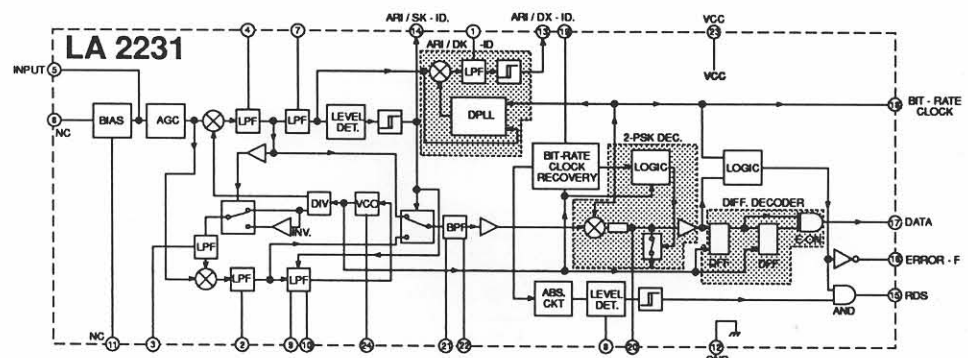 ARI / SK - ID.
ARI / DX - ID.
VCC
4
7
14
1
13
19
23
LA 2231
ARI / DK -ID
INPUT
5
LPF
VCC
DPLL
18
BIT - RATE
CLOCK
NC
BIAS
AGC
LPF
LPF
LEVEL
DET.
2-PSK DEC.
BIT-RATE
CLOCK
RECOVERY
LOGIC
LOGIC
DIV
VCO
DIFF. DECODER
INV.
LPF
BPF
17
DATA
E-ON
DFF
DFF
16
ERROR - F
LPF
LPF
ABS.
CKT
LEVEL
DET.
AND
15
RDS
NC
11
3
2
9
10
24
21
22
20
12